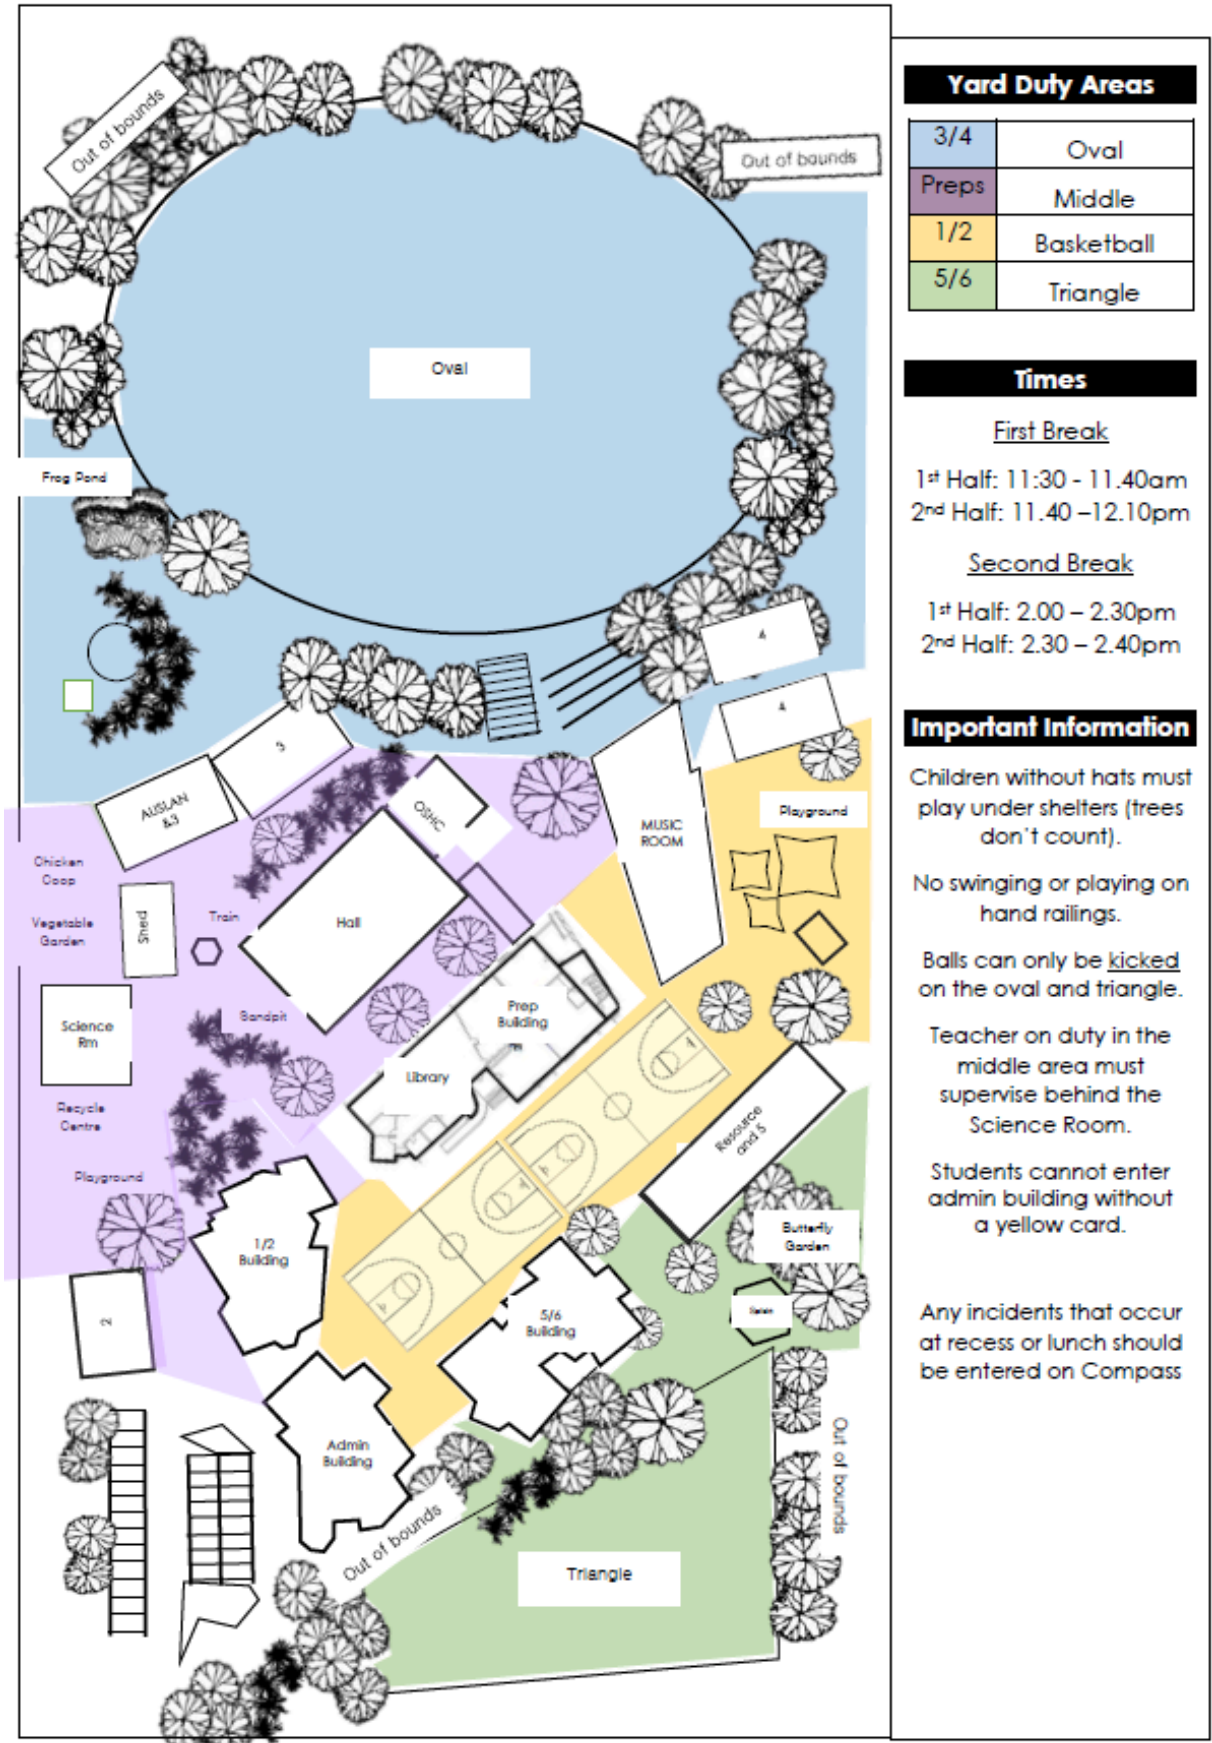 Out of bounds
Out of bounds
Oval
Frog Pond
4
4
3
AUSLAN
&3
OSHC
MUSIC
ROOM
Playground
Chicken
Coop
Vegetable
Garden
Shed
Train
Hall
Science
Rm
Sandpit
Prep
Building
Library
Recycle
Centre
Playground
Resource
and 5
1/2
Building
Butterfly
Garden
2
5/6
Building
Admin
Building
Out of bounds
Out of bounds
Triangle
Yard Duty Areas
3/4 Oval
Preps Middle
1/2 Basketball
5/6 Triangle
Times
First Break
1st Half: 11:30 - 11.40am
2nd Half: 11.40 –12.10pm
Second Break
1st Half: 2.00 – 2.30pm
2nd Half: 2.30 – 2.40pm
Important Information
Children without hats must
play under shelters (trees
don't count).
No swinging or playing on
hand railings.
Balls can only be kicked
on the oval and triangle.
Teacher on duty in the
middle area must
supervise behind the
Science Room.
Students cannot enter
admin building without
a yellow card.
Any incidents that occur
at recess or lunch should
be entered on Compass